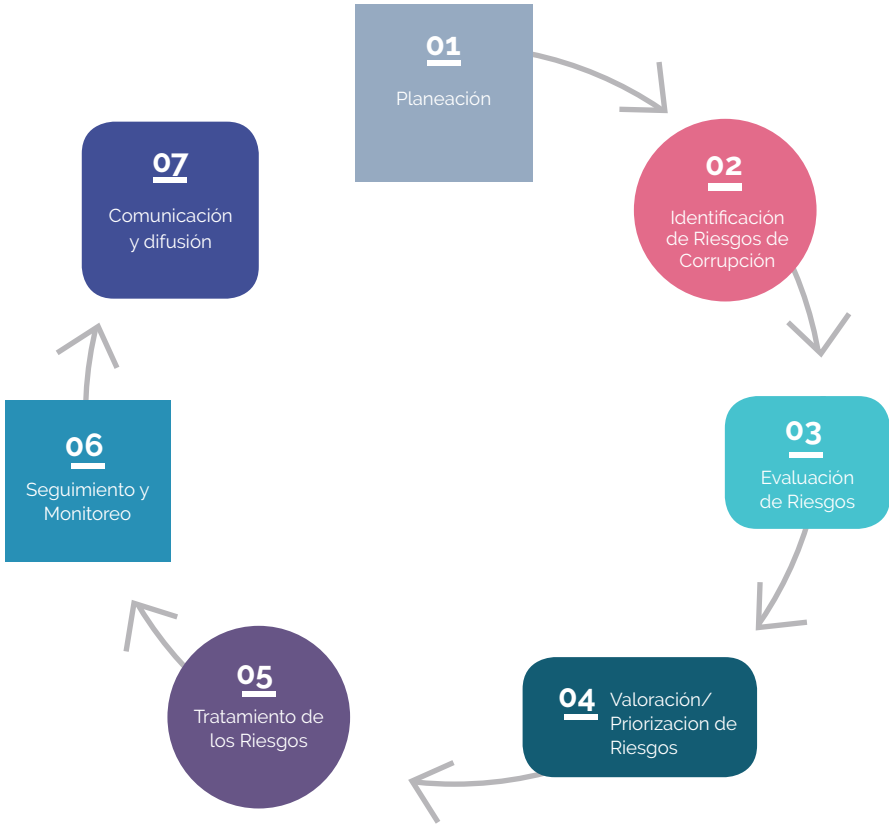 01
Planeación
02
Identificación
de Riesgos de
Corrupción
03
Evaluación
de Riesgos
04
Valoración/
Priorizacion de
Riesgos
05
Tratamiento de
los Riesgos
06
Seguimiento y
Monitoreo
07
Comunicación
y difusión